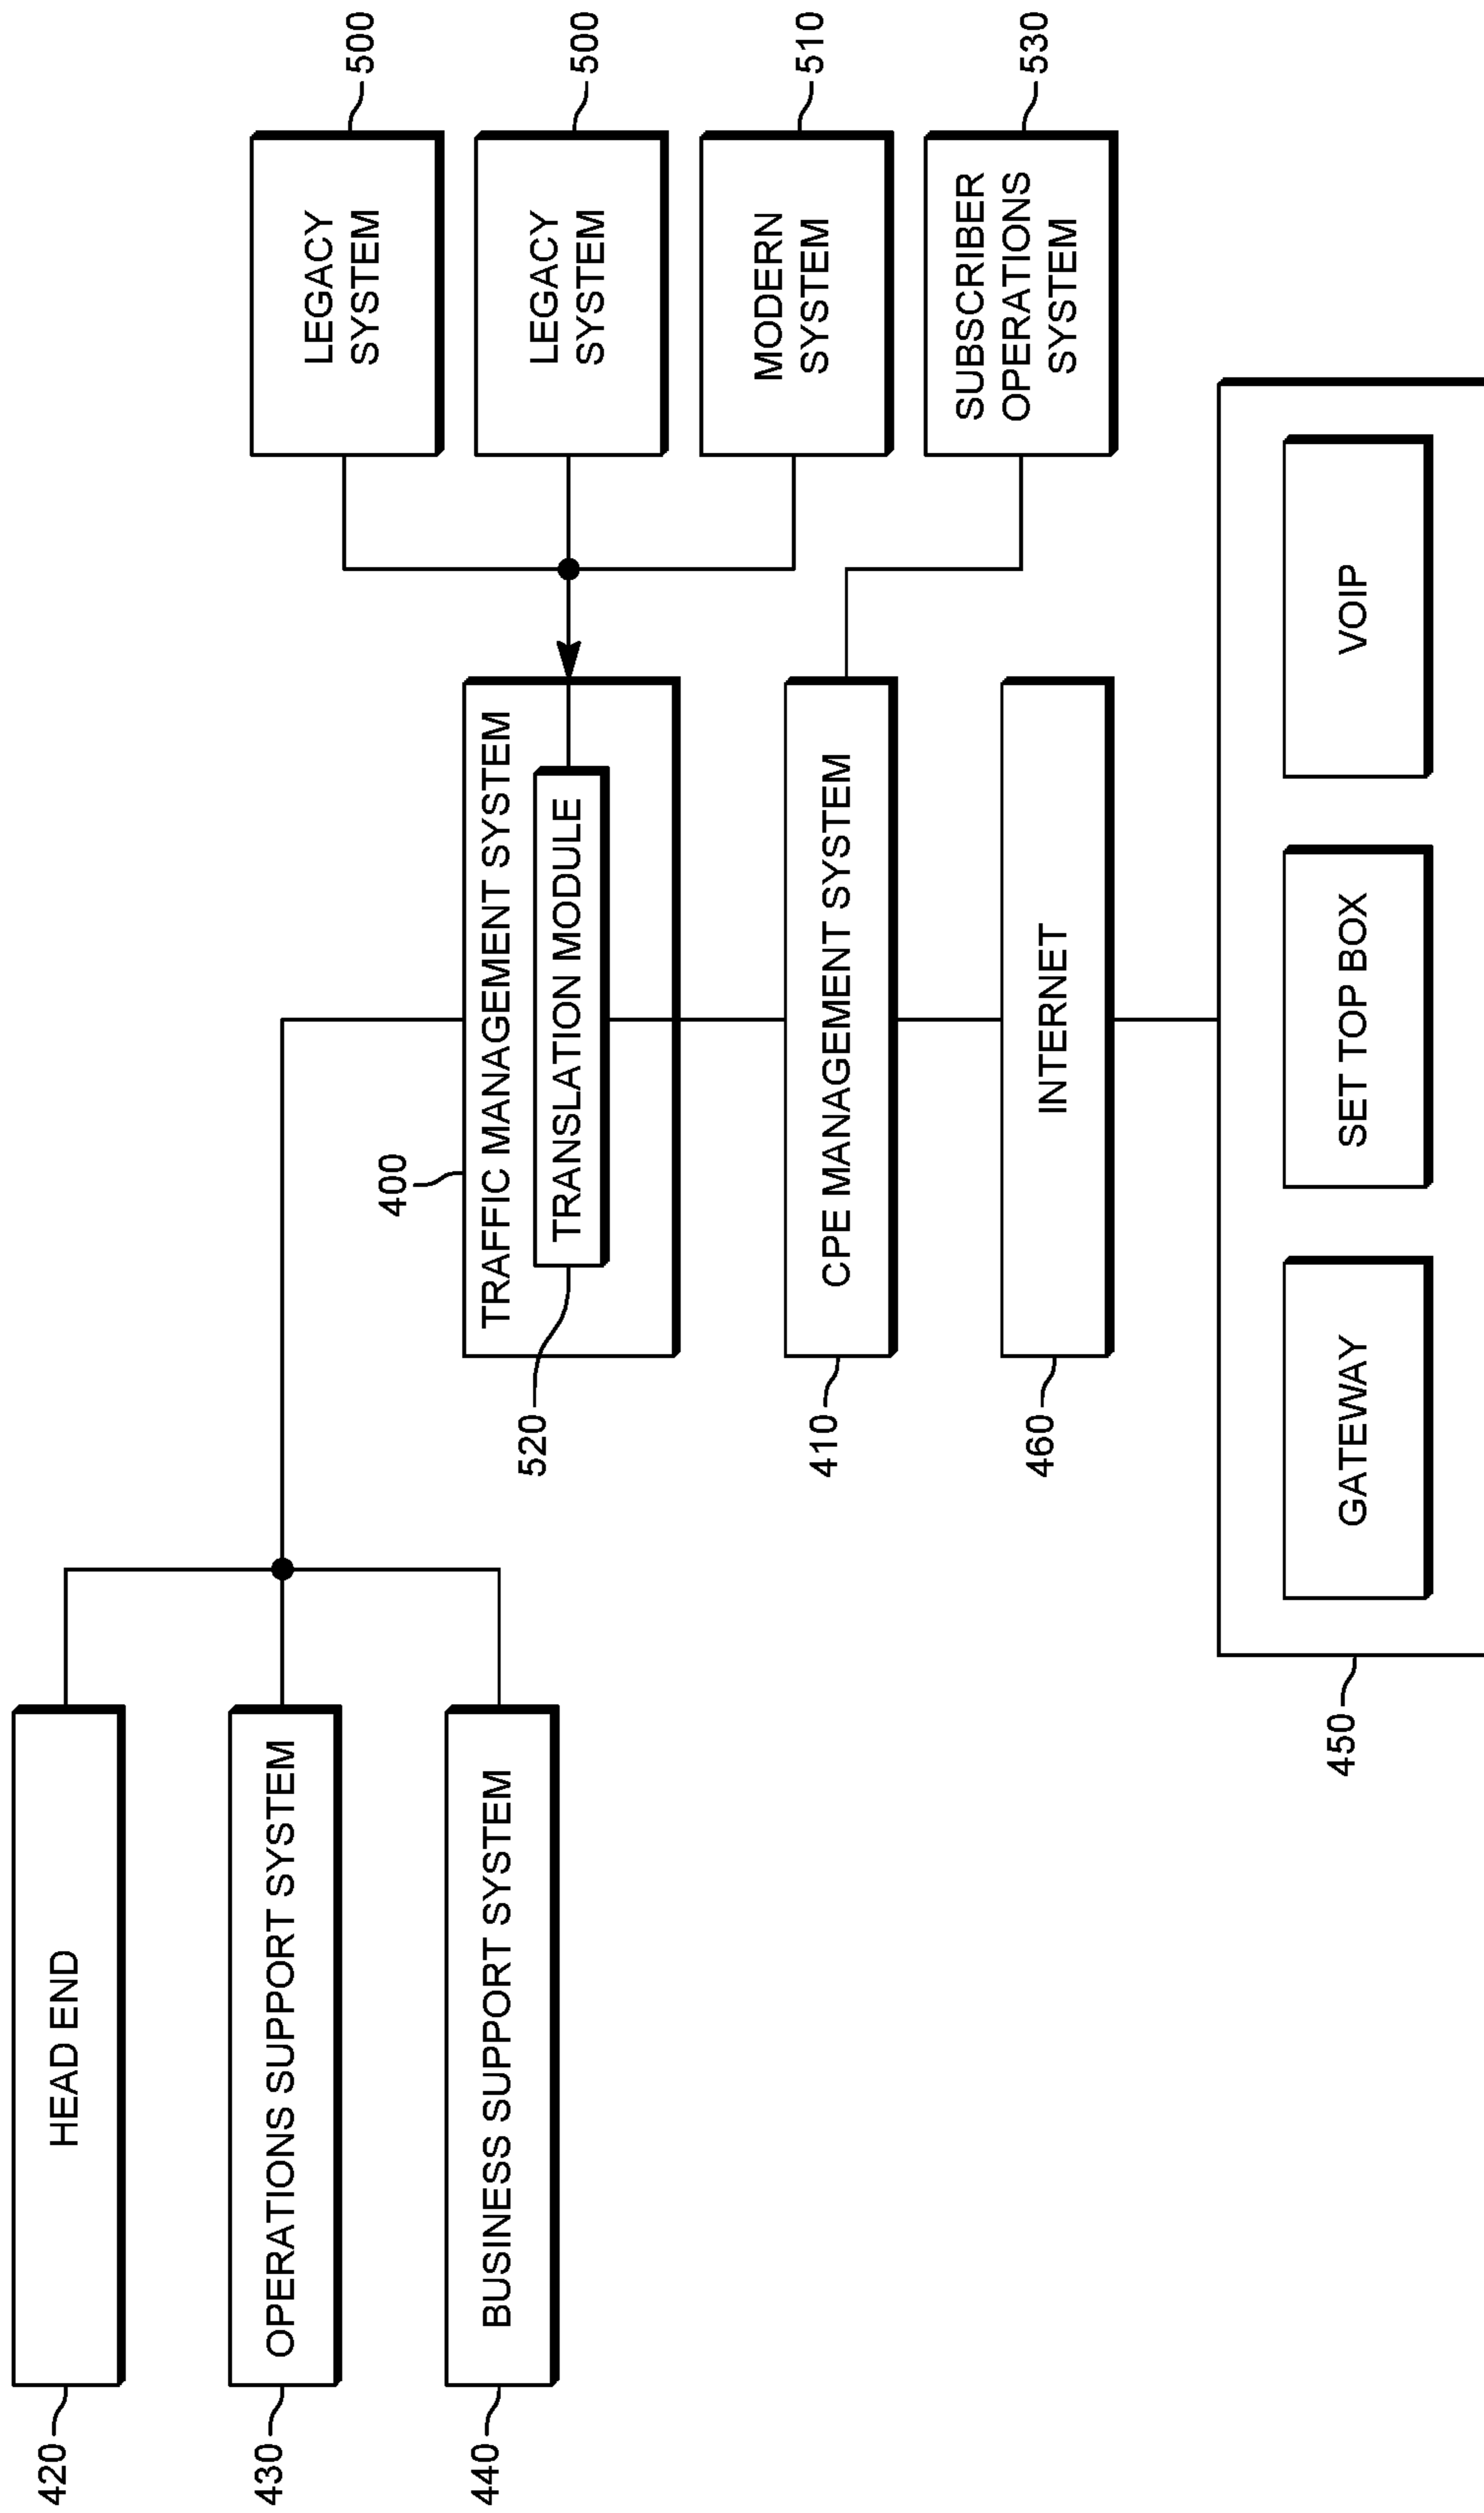 420
HEAD END
430
OPERATIONS SUPPORT SYSTEM
440
BUSINESS SUPPORT SYSTEM
400
TRAFFIC MANAGEMENT SYSTEM
TRANSLATION MODULE
520
410
CPE MANAGEMENT SYSTEM
460
INTERNET
LEGACY
SYSTEM
500
LEGACY
SYSTEM
500
MODERN
SYSTEM
510
SUBSCRIBER
OPERATIONS
SYSTEM
530
450
GATEWAY
SET TOP BOX
VOIP